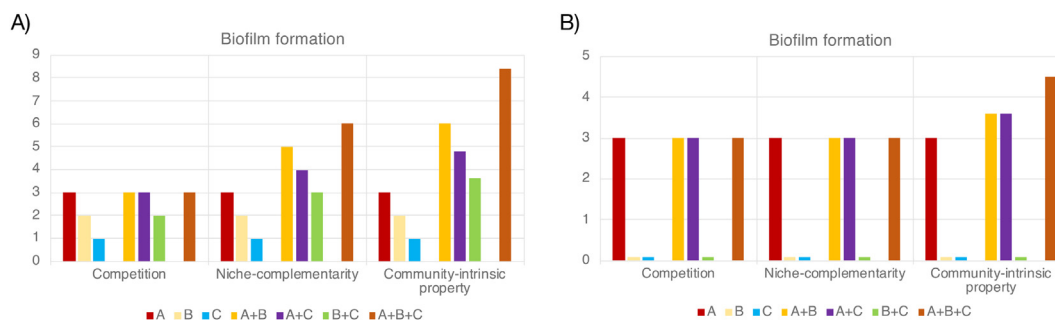 A)
Biofilm formation
9
8
7
6
5
4
3
2
1
0
Competition Niche-complementarity Community-intrinsic
property
A B C A+B A+C B+C A+B+C
B)
Biofilm formation
5
4
3
2
1
0
Competition Niche-complementarity Community-intrinsic
property
A B C A+B A+C B+C A+B+C